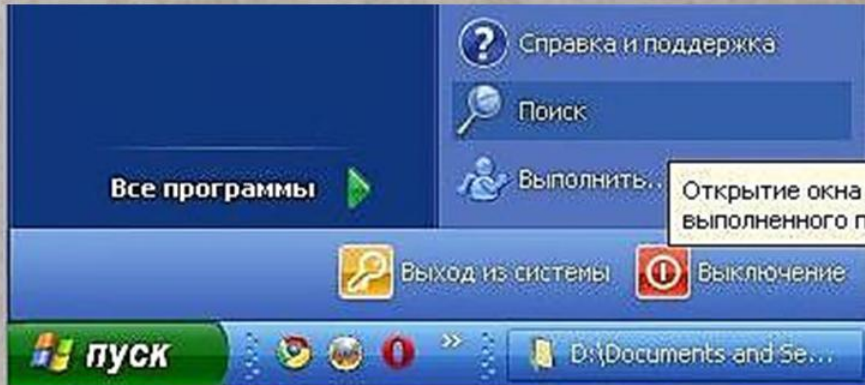 Справка и поддержка
Поиск
Все программы
Выполнить..
Открытие окна
выполненного п
Выход из системы
Выключение
пуск
D:\Documents and Se...